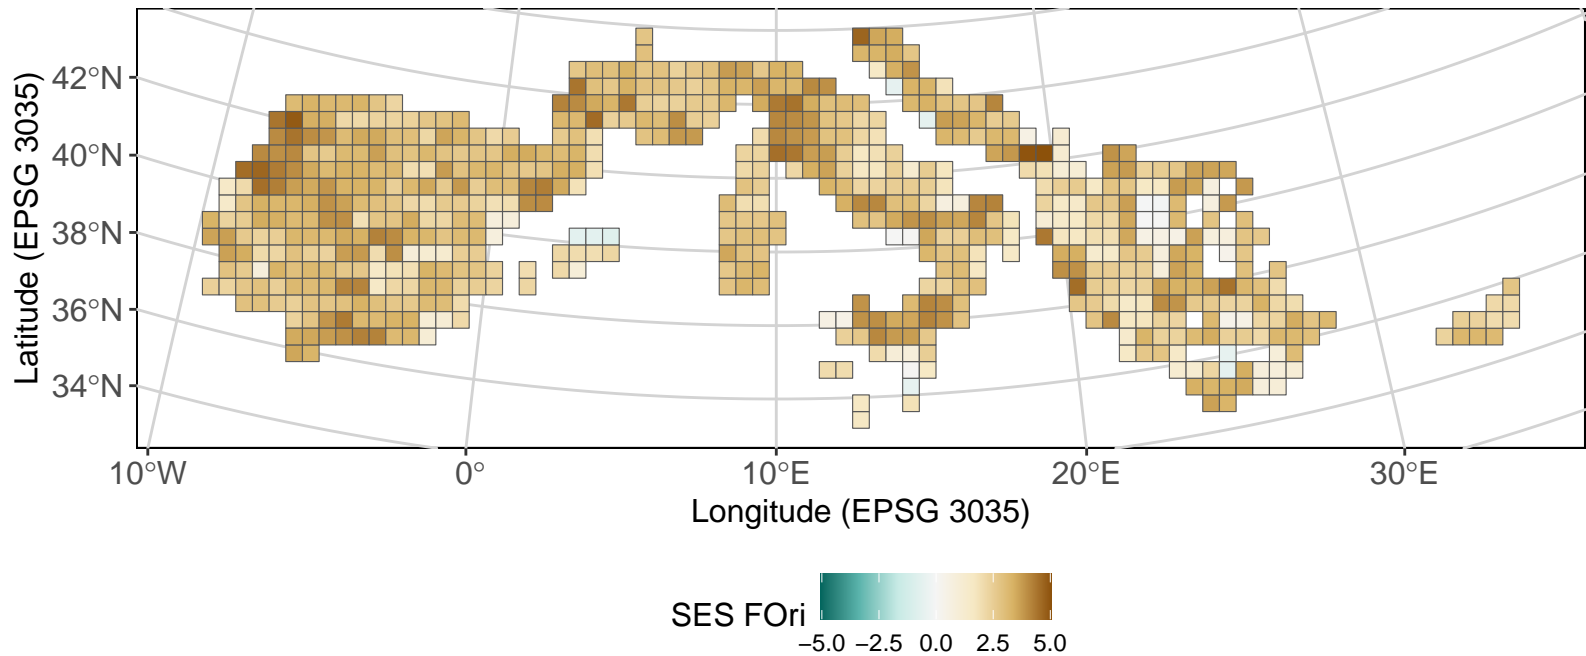 Latitude (EPSG 3035)
42°N
40°N
38°N
36°N
34°N
10°W 0° 10°E 20°E 30°E
Longitude (EPSG 3035)
SES FOri
−5.0 −2.5 0.0 2.5 5.0